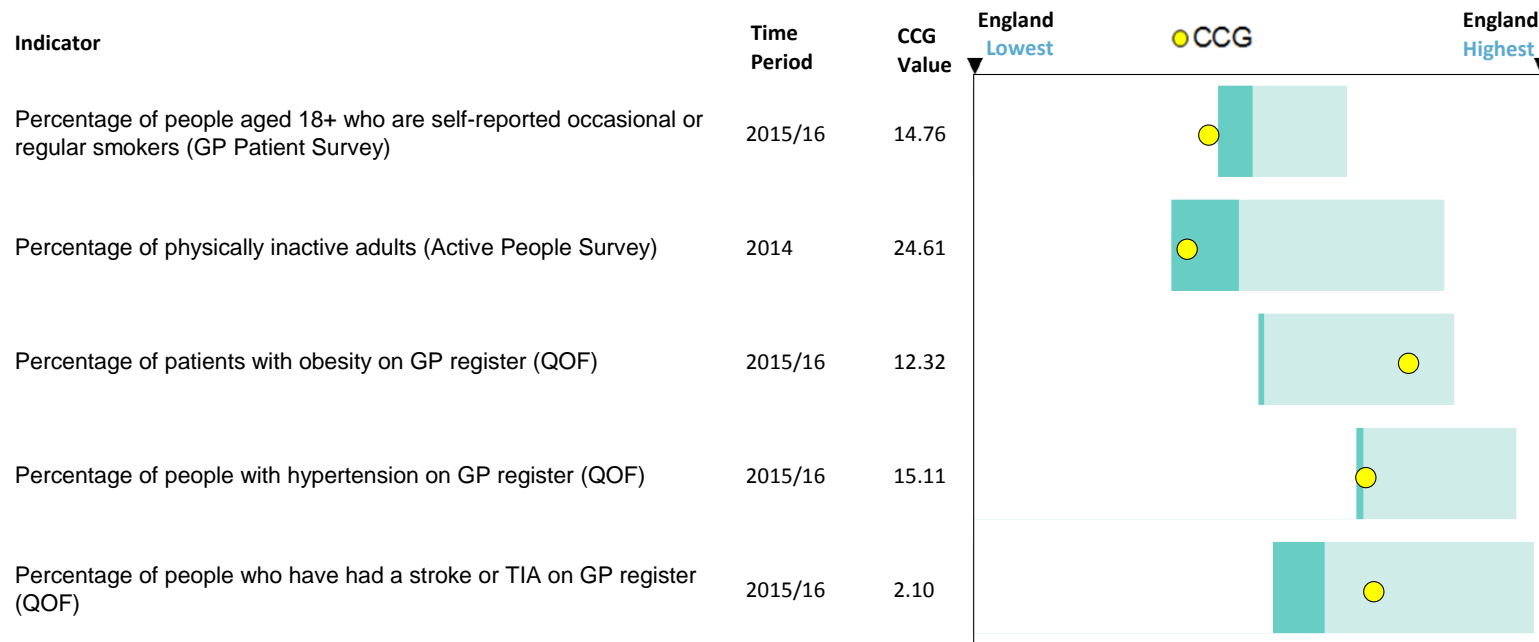 Indicator
Time
Period
CCG
Value
England
Lowest
CCG
England
Highest
Percentage of people aged 18+ who are self-reported occasional or
regular smokers (GP Patient Survey)
2015/16
14.76
Percentage of physically inactive adults (Active People Survey)
2014
24.61
Percentage of patients with obesity on GP register (QOF)
2015/16
12.32
Percentage of people with hypertension on GP register (QOF)
2015/16
15.11
Percentage of people who have had a stroke or TIA on GP register
(QOF)
2015/16
2.10